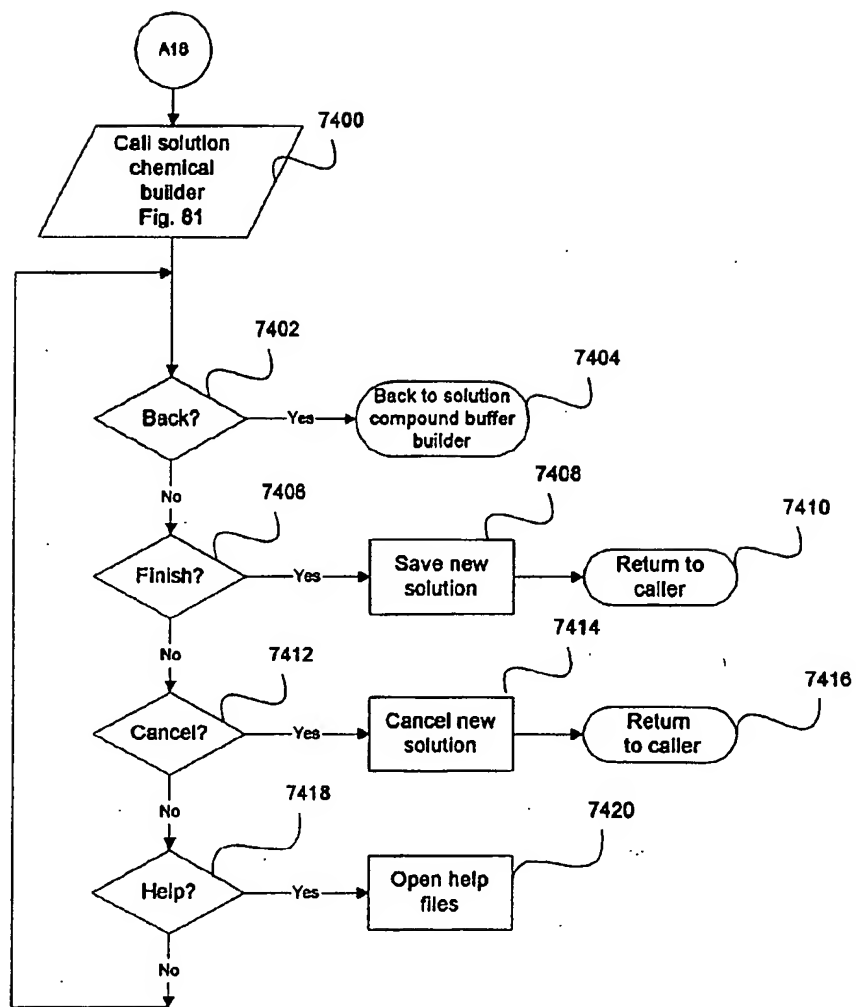 A18
7400
Call solution
chemical
builder
Fig. 81
7402
7404
Back?
Yes
Back to solution
compound buffer
builder
No
7406
7408
7410
Finish?
Yes
Save new
solution
Return to
caller
No
7412
7414
7416
Cancel?
Yes
Cancel new
solution
Return
to caller
No
7418
7420
Help?
Yes
Open help
files
No